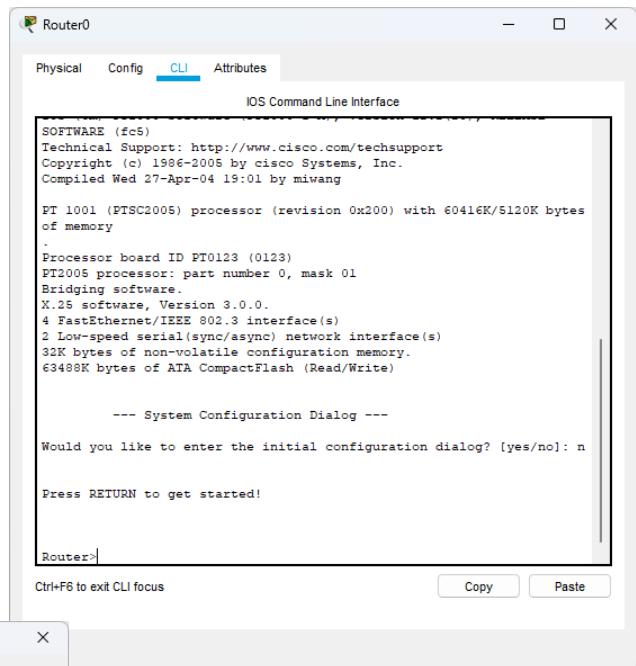 Router0
Physical Config CLI Attributes
IOS Command Line Interface
SOFTWARE (fc5)
Technical Support: http://www.cisco.com/techsupport
Copyright (c) 1986-2005 by cisco Systems, Inc.
Compiled Wed 27-Apr-04 19:01 by miwang
PT 1001 (PTSC2005) processor (revision 0x200) with 60416K/5120K bytes
of memory
.
Processor board ID PT0123 (0123)
PT2005 processor: part number 0, mask 01
Bridging software.
X.25 software, Version 3.0.0.
4 FastEthernet/IEEE 802.3 interface(s)
2 Low-speed serial(sync/async) network interface(s)
32K bytes of non-volatile configuration memory.
63488K bytes of ATA CompactFlash (Read/Write)
--- System Configuration Dialog ---
Would you like to enter the initial configuration dialog? [yes/no]: n
Press RETURN to get started!
Router>
Ctrl+F6 to exit CLI focus
Copy Paste